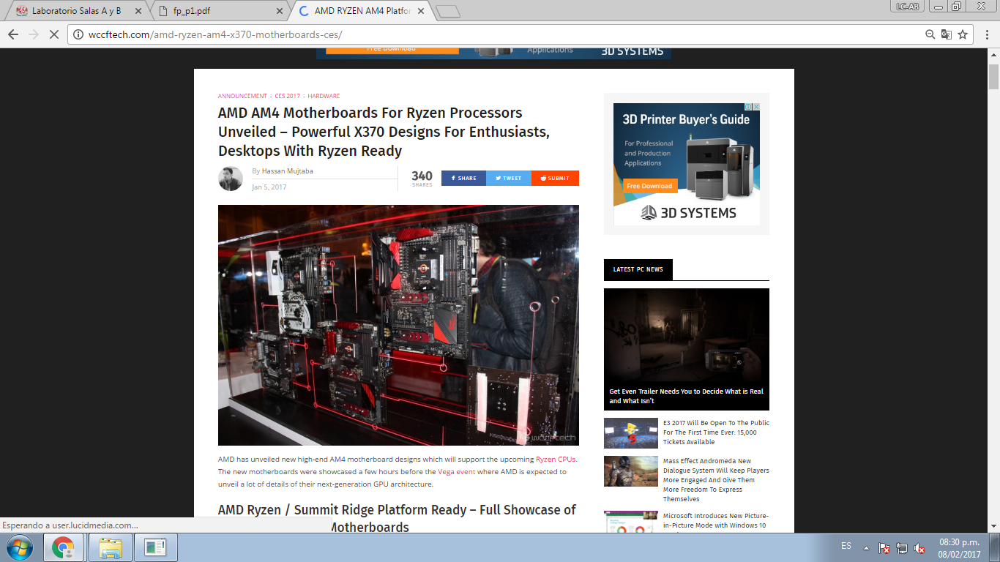 Laboratorio Salas A y B
fp_p1.pdf
AMD RYZEN AM4 Platfor
LC-AB
wccftech.com/amd-ryzen-am4-x370-motherboards-ces/
Free Download
Applications
3D SYSTEMS
ANNOUNCEMENT
CES 2017
HARDWARE
AMD AM4 Motherboards For Ryzen Processors
Unveiled – Powerful X370 Designs For Enthusiasts,
Desktops With Ryzen Ready
By Hassan Mujtaba
Jan 5, 2017
340
SHARES
SHARE
TWEET
SUBMIT
RYZEN
wccftech
AMD has unveiled new high-end AM4 motherboard designs which will support the upcoming Ryzen CPUs.
The new motherboards were showcased a few hours before the Vega event where AMD is expected to
unveil a lot of details of their next-generation GPU architecture.
AMD Ryzen / Summit Ridge Platform Ready – Full Showcase of
Motherboards
3D Printer Buyer's Guide
For Professional
and Production
Applications
Free Download
3D SYSTEMS
LATEST PC NEWS
Get Even Trailer Needs You to Decide What is Real
and What Isn't
E3 2017 Will Be Open To The Public
For The First Time Ever: 15,000
Tickets Available
Mass Effect Andromeda New
Dialogue System Will Keep Players
More Engaged And Give Them
More Freedom To Express
Themselves
Microsoft Introduces New Picture-
in-Picture Mode with Windows 10
Esperando a user.lucidmedia.com...
ES
08:30 p.m.
08/02/2017